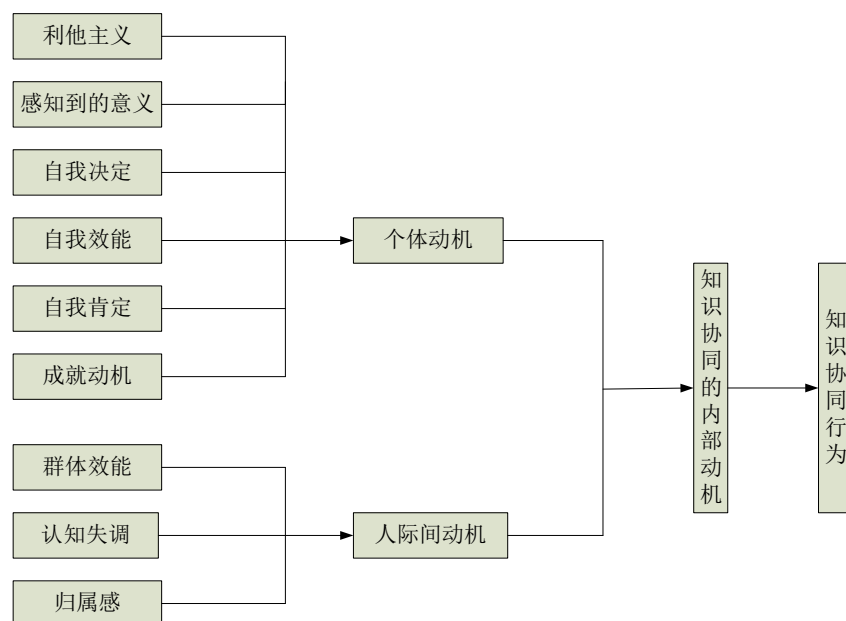 利他主义
感知到的意义
自我决定
自我效能
自我肯定
成就动机
个体动机
群体效能
认知失调
归属感
人际间动机
知识协同的内部动机
知识协同行为